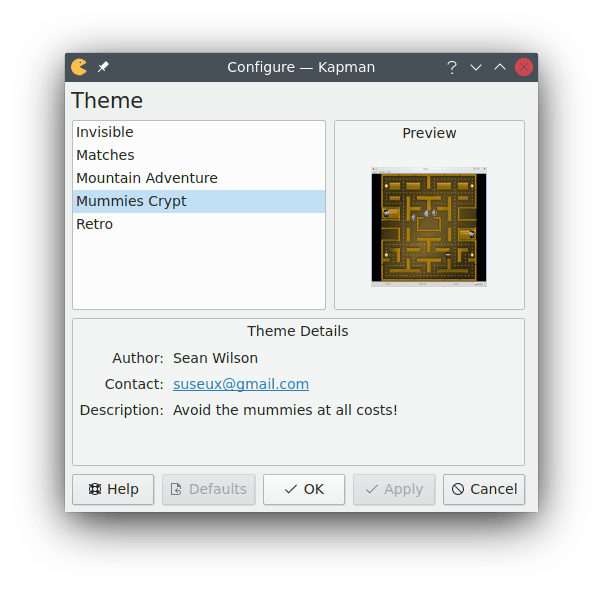 Configure — Kapman
Theme
Invisible
Matches
Mountain Adventure
Mummies Crypt
Retro
Preview
Theme Details
Author: Sean Wilson
Contact: suseux@gmail.com
Description: Avoid the mummies at all costs!
Help Defaults OK Apply Cancel